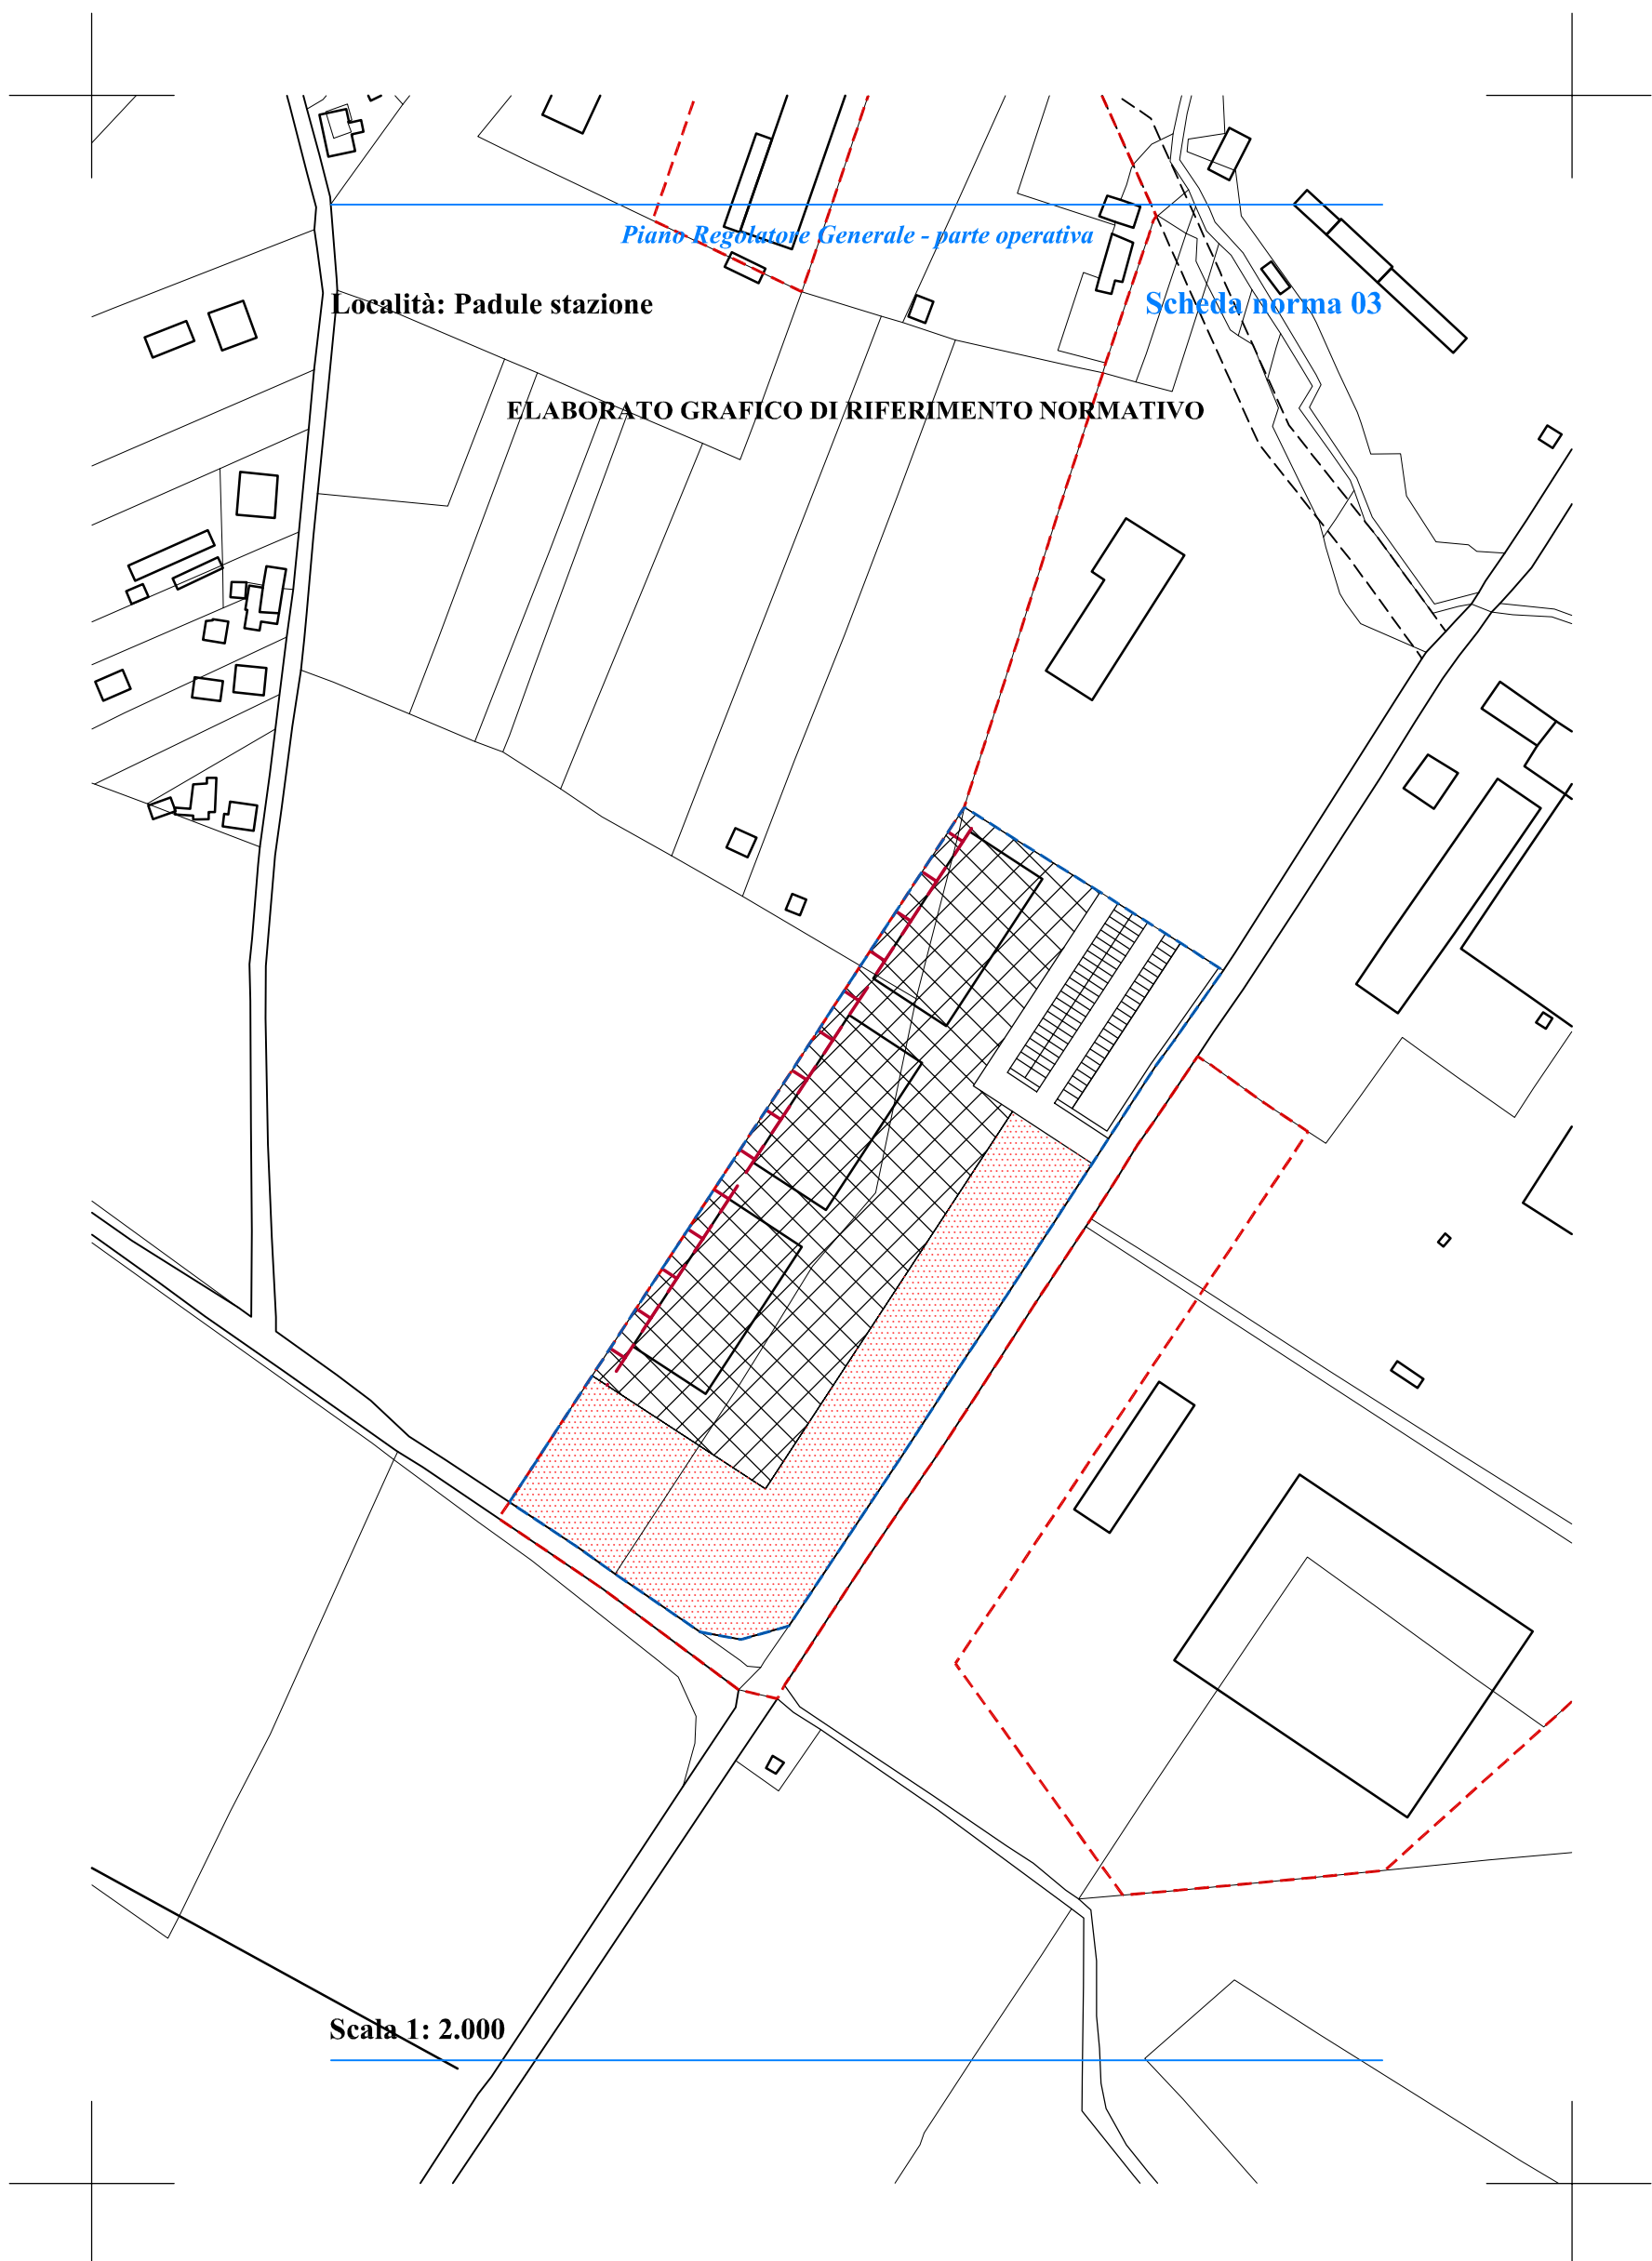 Piano Regolatore Generale - parte operativa
Località: Padule stazione
Scheda norma 03
ELABORATO GRAFICO DI RIFERIMENTO NORMATIVO
Scala 1: 2.000